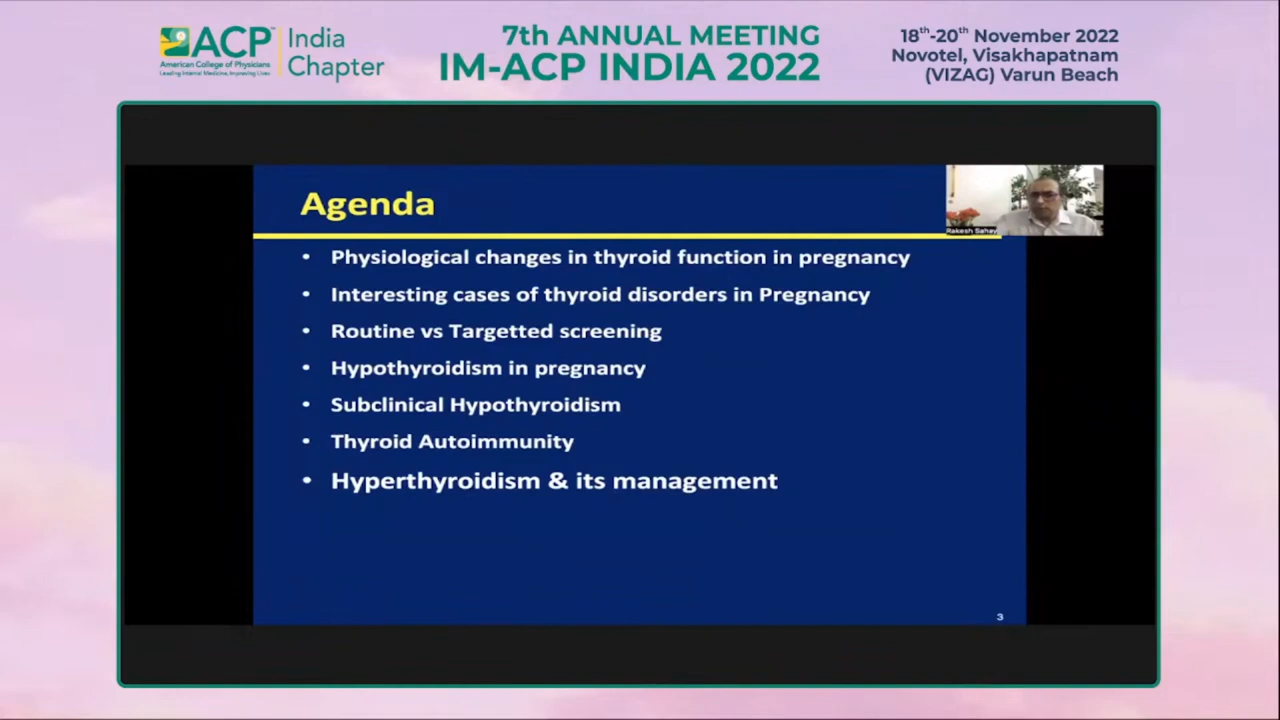 ACP
India
Chapter
American College of Physicians
Leading Internal Medicine, Improving Lives
7th ANNUAL MEETING
IM-ACP INDIA 2022
18th-20th November 2022
Novotel, Visakhapatnam
(VIZAG) Varun Beach
Agenda
Rakesh Sahay
• Physiological changes in thyroid function in pregnancy
• Interesting cases of thyroid disorders in Pregnancy
• Routine vs Targetted screening
• Hypothyroidism in pregnancy
• Subclinical Hypothyroidism
• Thyroid Autoimmunity
• Hyperthyroidism & its management
3